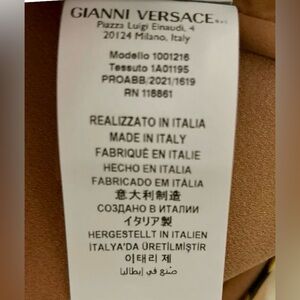 GIANNI VERSACE S.r.l.
Piazza Luigi Einaudi, 4
20124 Milano, Italy
Modello 1001216
Tessuto 1A01195
PROABB/2021/1619
RN 118861
REALIZZATO IN ITALIA
MADE IN ITALY
FABRIQUÉ EN ITALIE
HECHO EN ITALIA
FABRICADO EM ITÁLIA
意大利制造
СОЗДАНО В ИТАЛИИ
イタリア製
HERGESTELLT IN ITALIEN
ITALYA'DA ÜRETİLMİŞTİR
이태리 제
صنع في إيطاليا